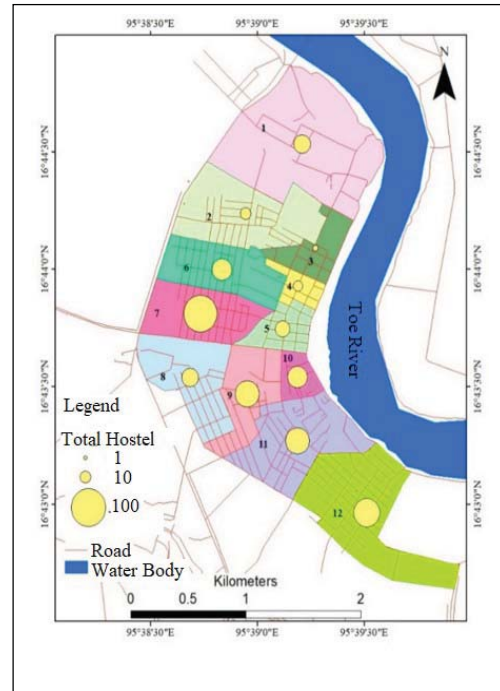 95°38'30"E 95°39'0"E 95°39'30"E
N
16°44'30"N
16°44'30"N
16°44'0"N
16°44'0"N
16°43'30"N
16°43'30"N
16°43'0"N
16°43'0"N
1
2
3
6
4
7
5
Toe River
10
8
9
11
12
Legend
Total Hostel
1
10
.100
Road
Water Body
Kilometers
0 0.5 1 2
95°38'30"E 95°39'0"E 95°39'30"E